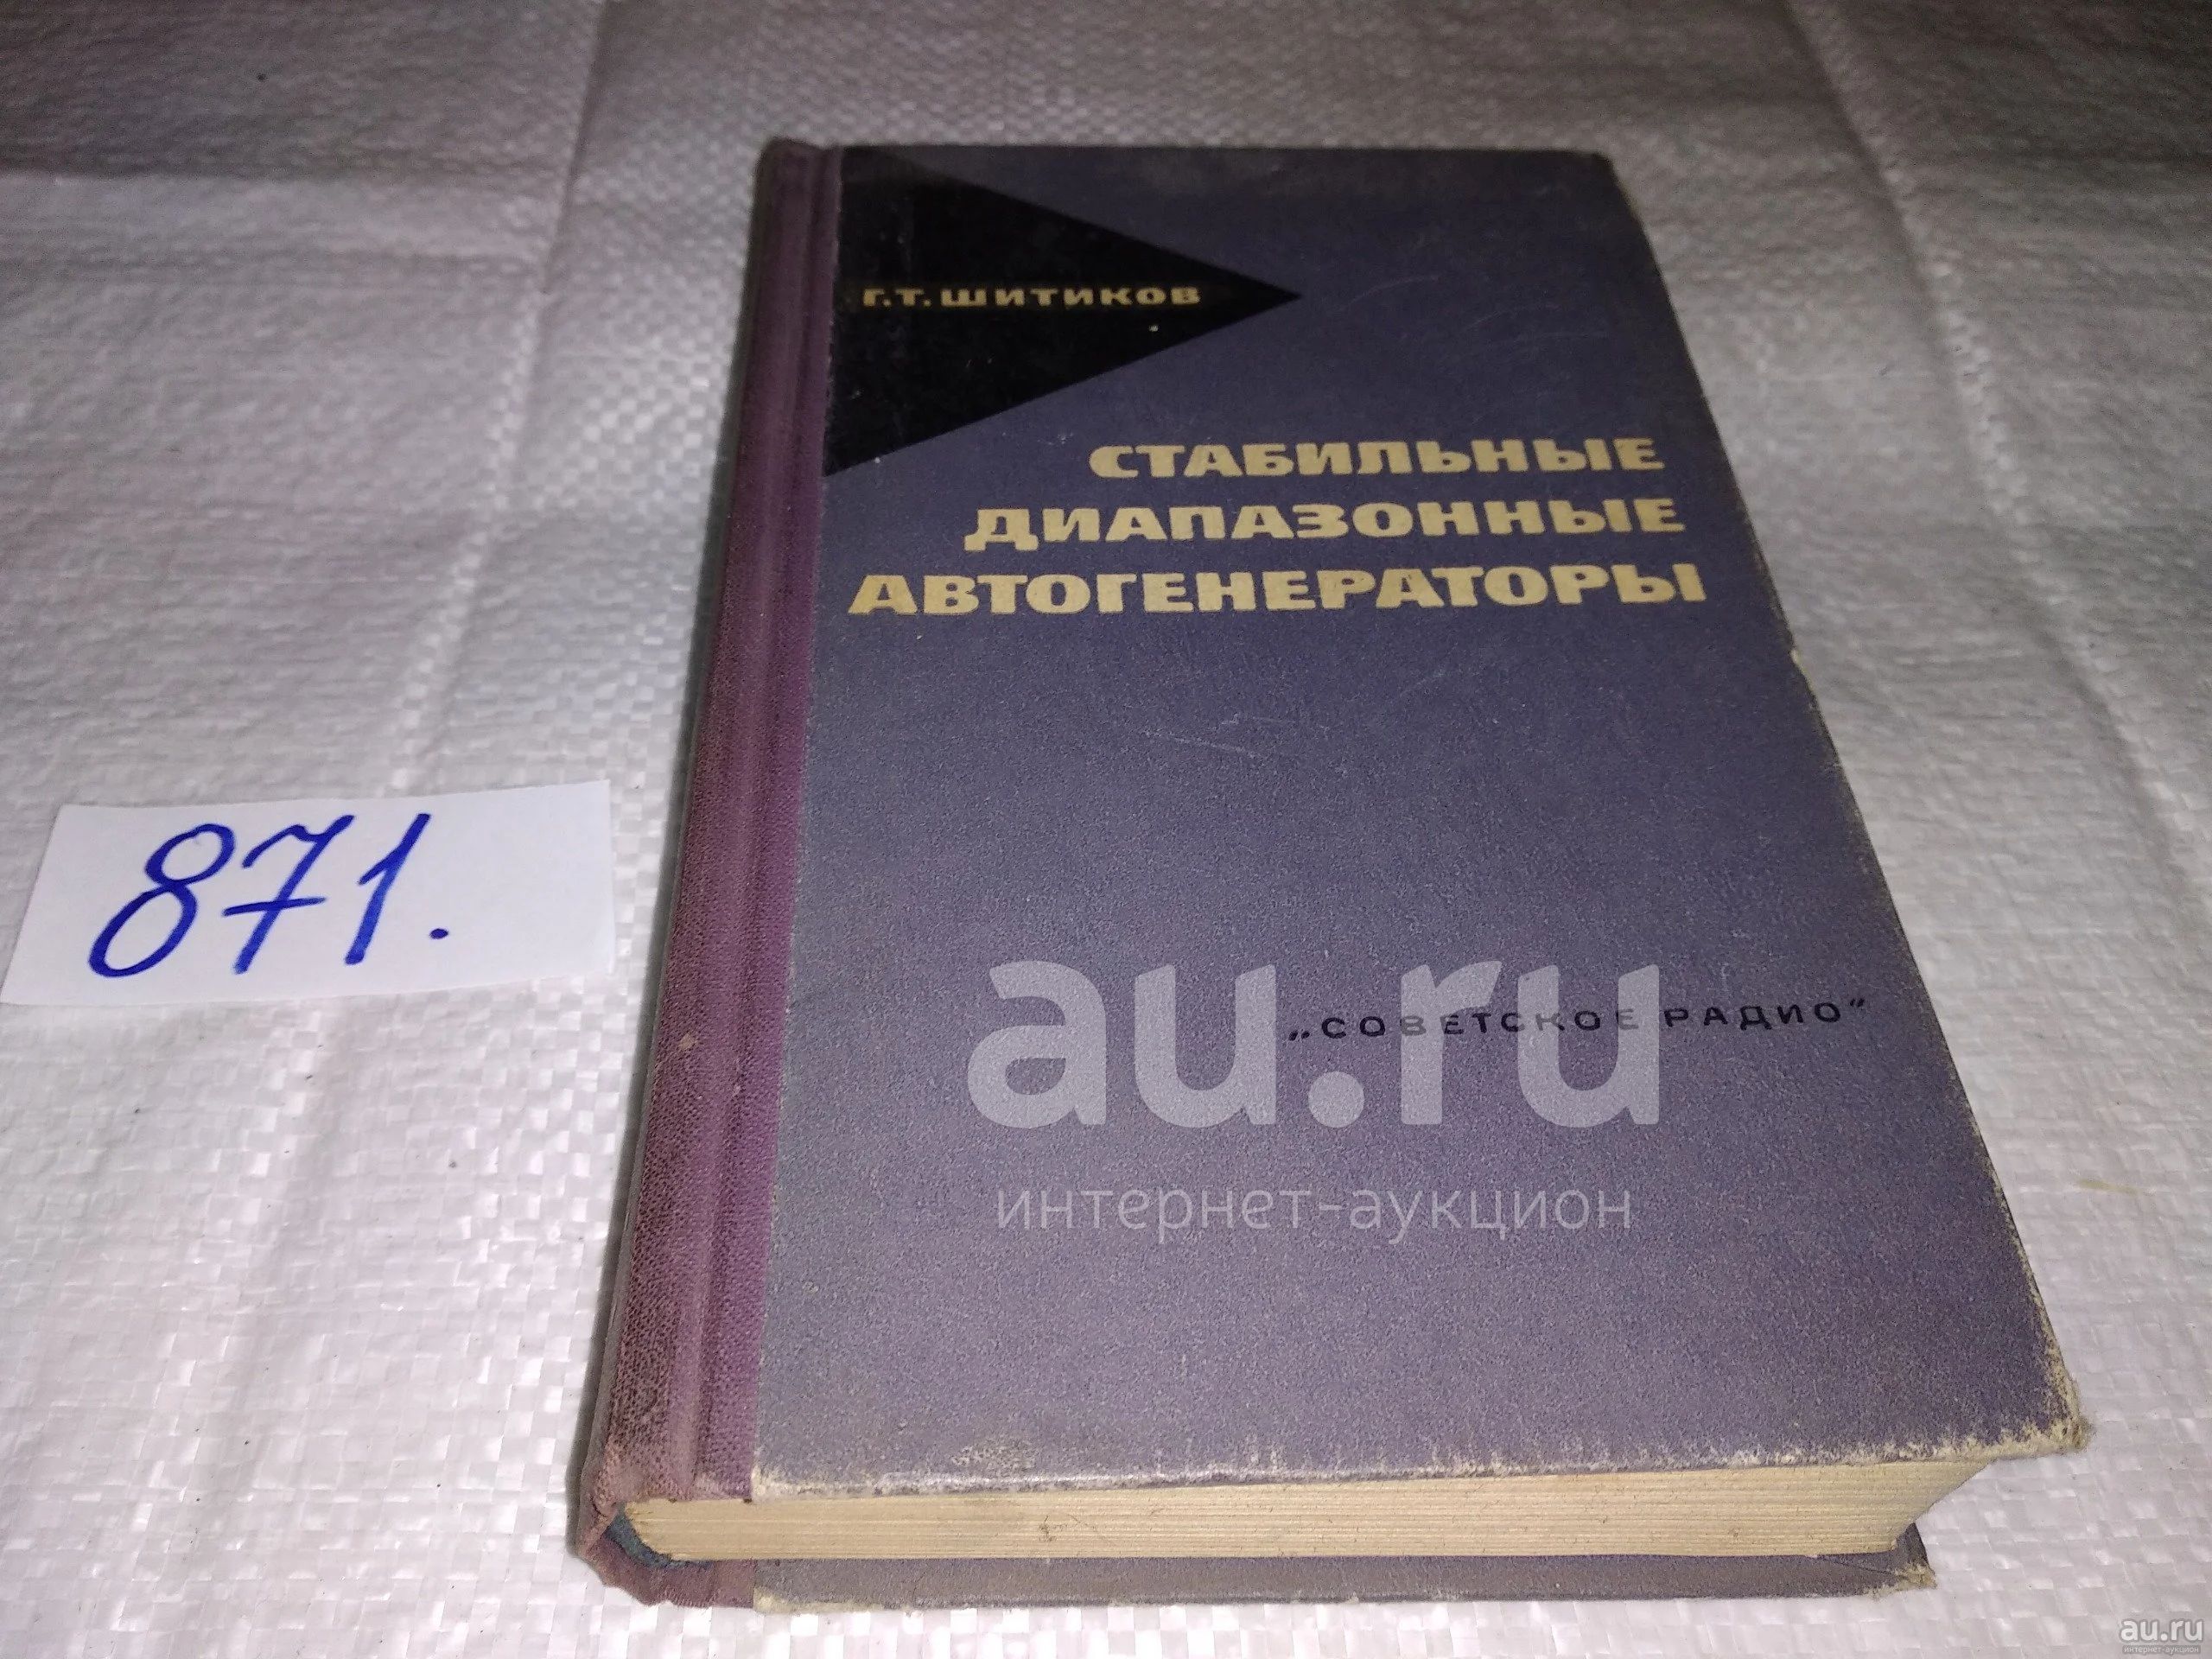 Г.Т.ШИТИКОВ
СТАБИЛЬНЫЕ
ДИАПАЗОННЫЕ
АВТОГЕНЕРАТОРЫ
871.
„СОВЕТСКОЕ РАДИО"
au.ru
интернет-аукцион
au.ru
интернет-аукцион